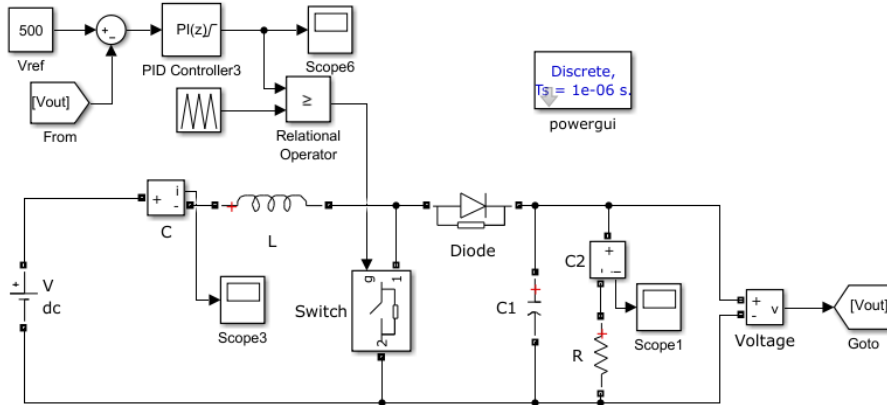 500
Vref
+
−
PI(z)
PID Controller3
Scope6
[Vout]
From
≥
Relational
Operator
Discrete,
Ts = 1e-06 s.
powergui
+
i
-
C
+
L
Diode
+
V
dc
Scope3
Switch
g
1
2
+
C1
C2
+
-
i
+
R
Scope1
+
-
v
Voltage
[Vout]
Goto